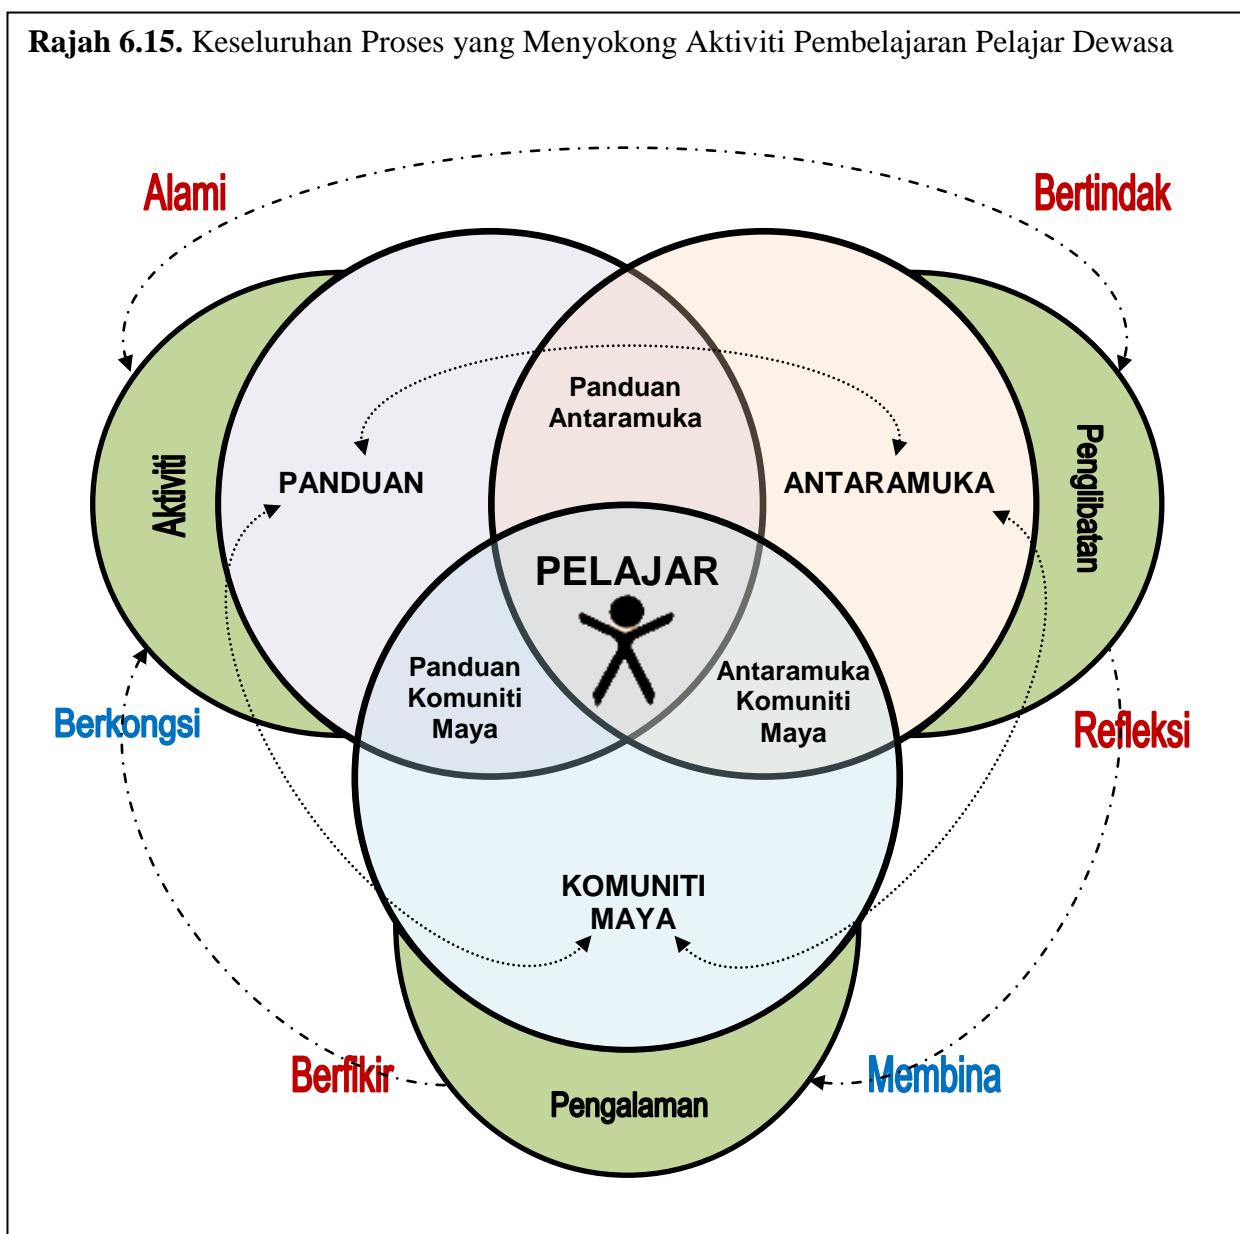 Rajah 6.15. Keseluruhan Proses yang Menyokong Aktiviti Pembelajaran Pelajar Dewasa
Alami
Bertindak
Panduan
Antaramuka
Aktiviti
PANDUAN
ANTARAMUKA
Penglibatan
PELAJAR
Panduan
Komuniti
Maya
Antaramuka
Komuniti
Maya
Berkongsi
Refleksi
KOMUNITI
MAYA
Berfikir
Membina
Pengalaman